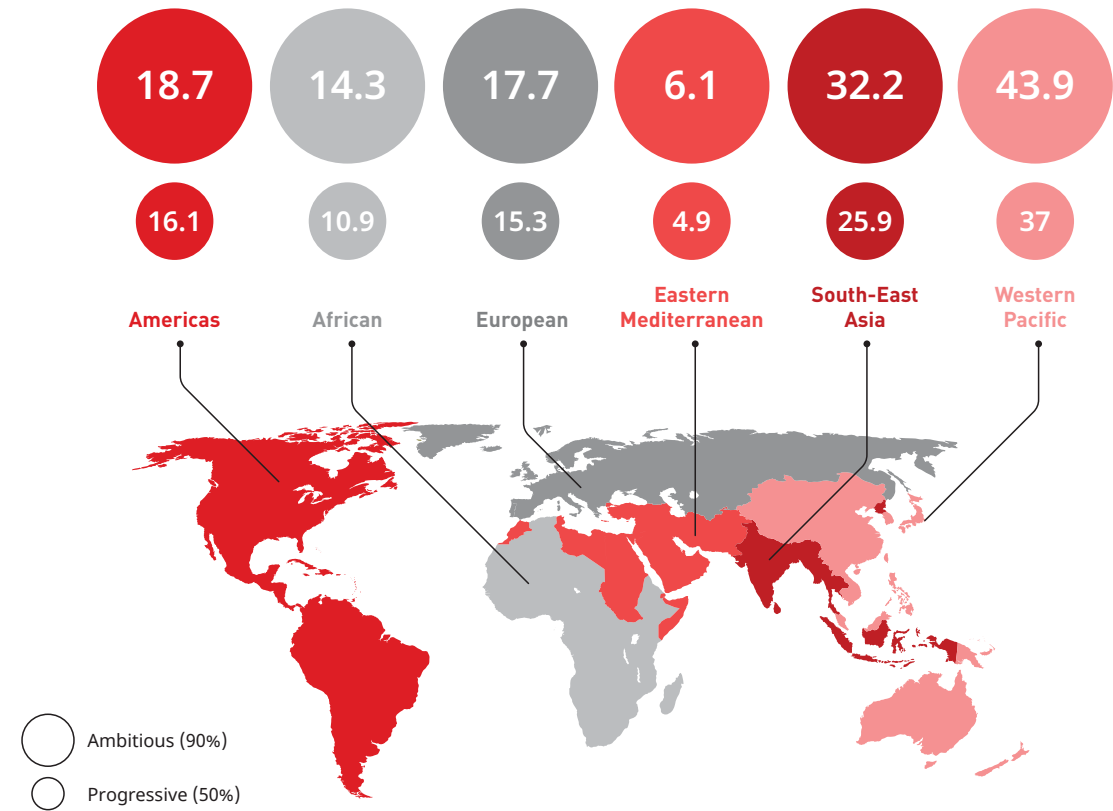 18.7
14.3
17.7
6.1
32.2
43.9
16.1
10.9
15.3
4.9
25.9
37
Americas
African
European
Eastern
Mediterranean
South-East
Asia
Western
Pacific
Ambitious (90%)
Progressive (50%)